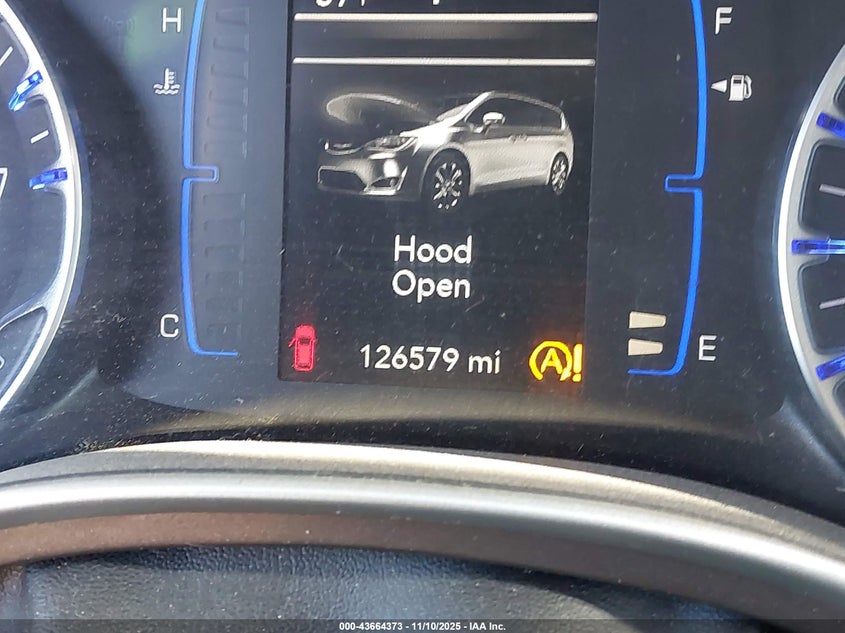 H
F
Hood
Open
C
126579 mi
A!
E
000-43664373 — 11/10/2025 — IAA Inc.